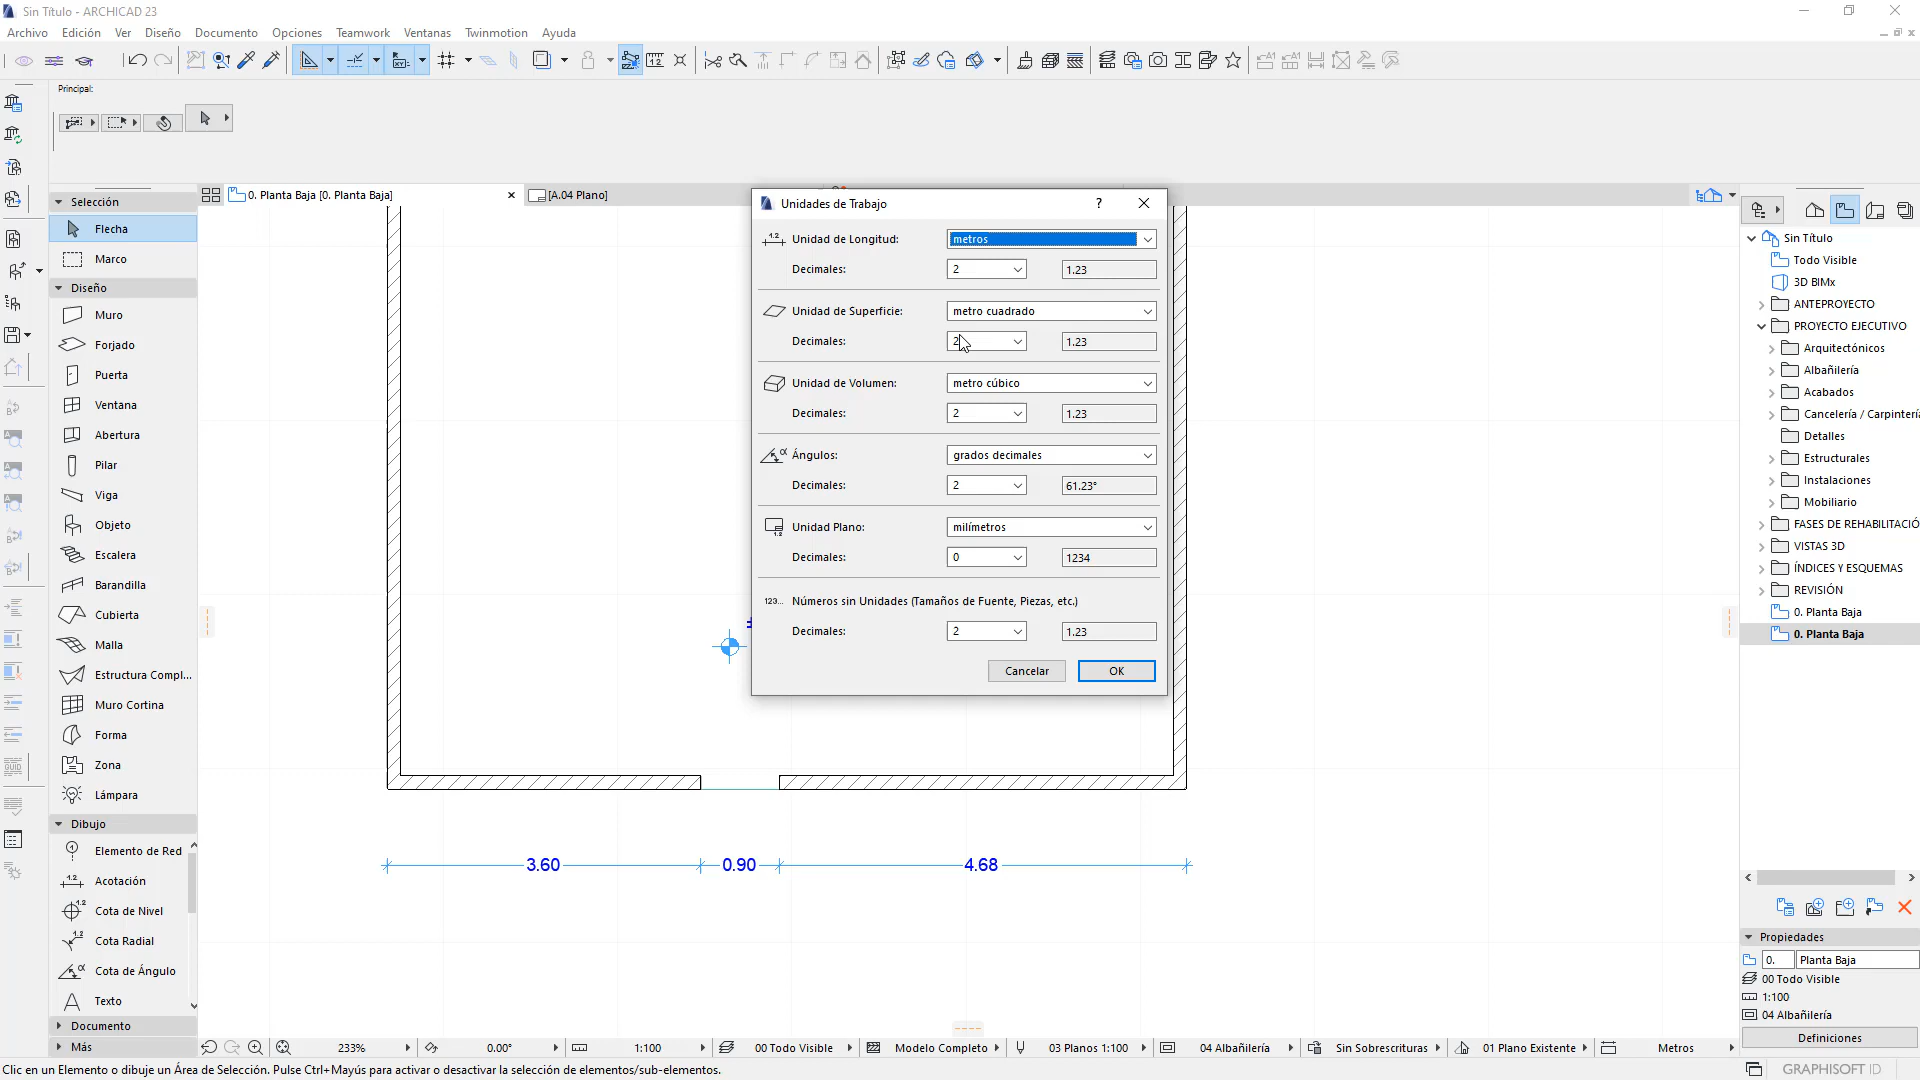 Sin Título - ARCHICAD 23
Archivo Edición Ver Diseño Documento Opciones Teamwork Ventanas Twinmotion Ayuda
Principal:
0. Planta Baja [0. Planta Baja]
[A.04 Plano]
Selección
Flecha
Marco
Diseño
Muro
Forjado
Puerta
Ventana
Abertura
Pilar
Viga
Objeto
Escalera
Barandilla
Cubierta
Malla
Estructura Compl...
Muro Cortina
Forma
Zona
Lámpara
Dibujo
Elemento de Red
Acotación
Cota de Nivel
Cota Radial
Cota de Ángulo
Texto
Documento
Más
Unidades de Trabajo
?
Unidad de Longitud: metros
Decimales: 2 1.23
Unidad de Superficie: metro cuadrado
Decimales: 2 1.23
Unidad de Volumen: metro cúbico
Decimales: 2 1.23
Ángulos: grados decimales
Decimales: 2 61.23°
Unidad Plano: milímetros
Decimales: 0 1234
123... Números sin Unidades (Tamaños de Fuente, Piezas, etc.)
Decimales: 2 1.23
Cancelar OK
3.60 0.90 4.68
Sin Título
Todo Visible
3D BIMx
ANTEPROYECTO
PROYECTO EJECUTIVO
Arquitectónicos
Albañilería
Acabados
Cancelería / Carpinterí
Detalles
Estructurales
Instalaciones
Mobiliario
FASES DE REHABILITACIÓ
VISTAS 3D
ÍNDICES Y ESQUEMAS
REVISIÓN
0. Planta Baja
0. Planta Baja
Propiedades
0. Planta Baja
00 Todo Visible
1:100
04 Albañilería
Definiciones
233% 0.00° 1:100 00 Todo Visible Modelo Completo 03 Planos 1:100 04 Albañilería Sin Sobrescrituras 01 Plano Existente Metros
Clic en un Elemento o dibuje un Área de Selección. Pulse Ctrl+Mayús para activar o desactivar la selección de elementos/sub-elementos.
GRAPHISOFT ID